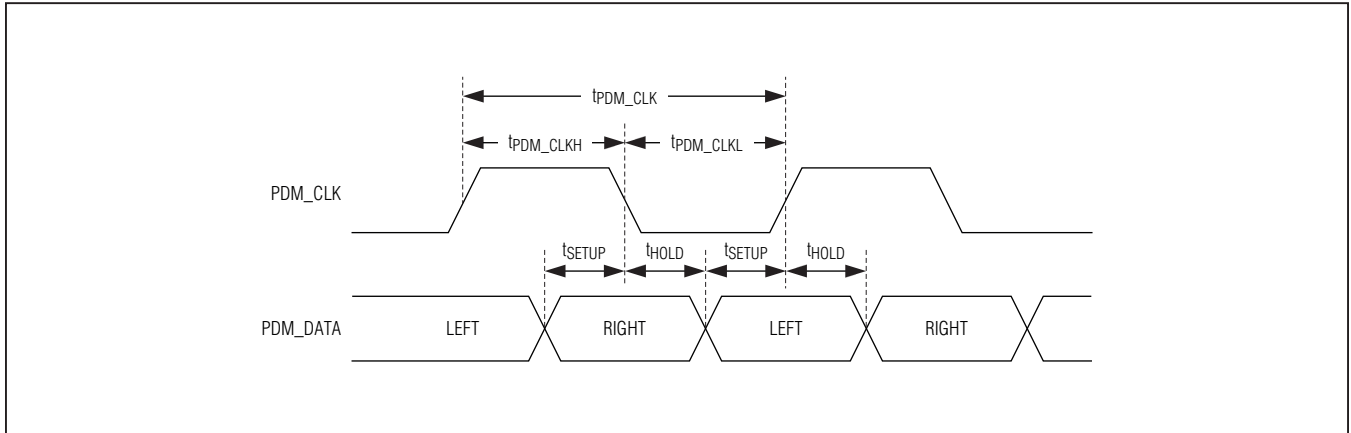 tPDM_CLK
tPDM_CLKH tPDM_CLKL
PDM_CLK
tSETUP tHOLD tSETUP tHOLD
PDM_DATA LEFT RIGHT LEFT RIGHT